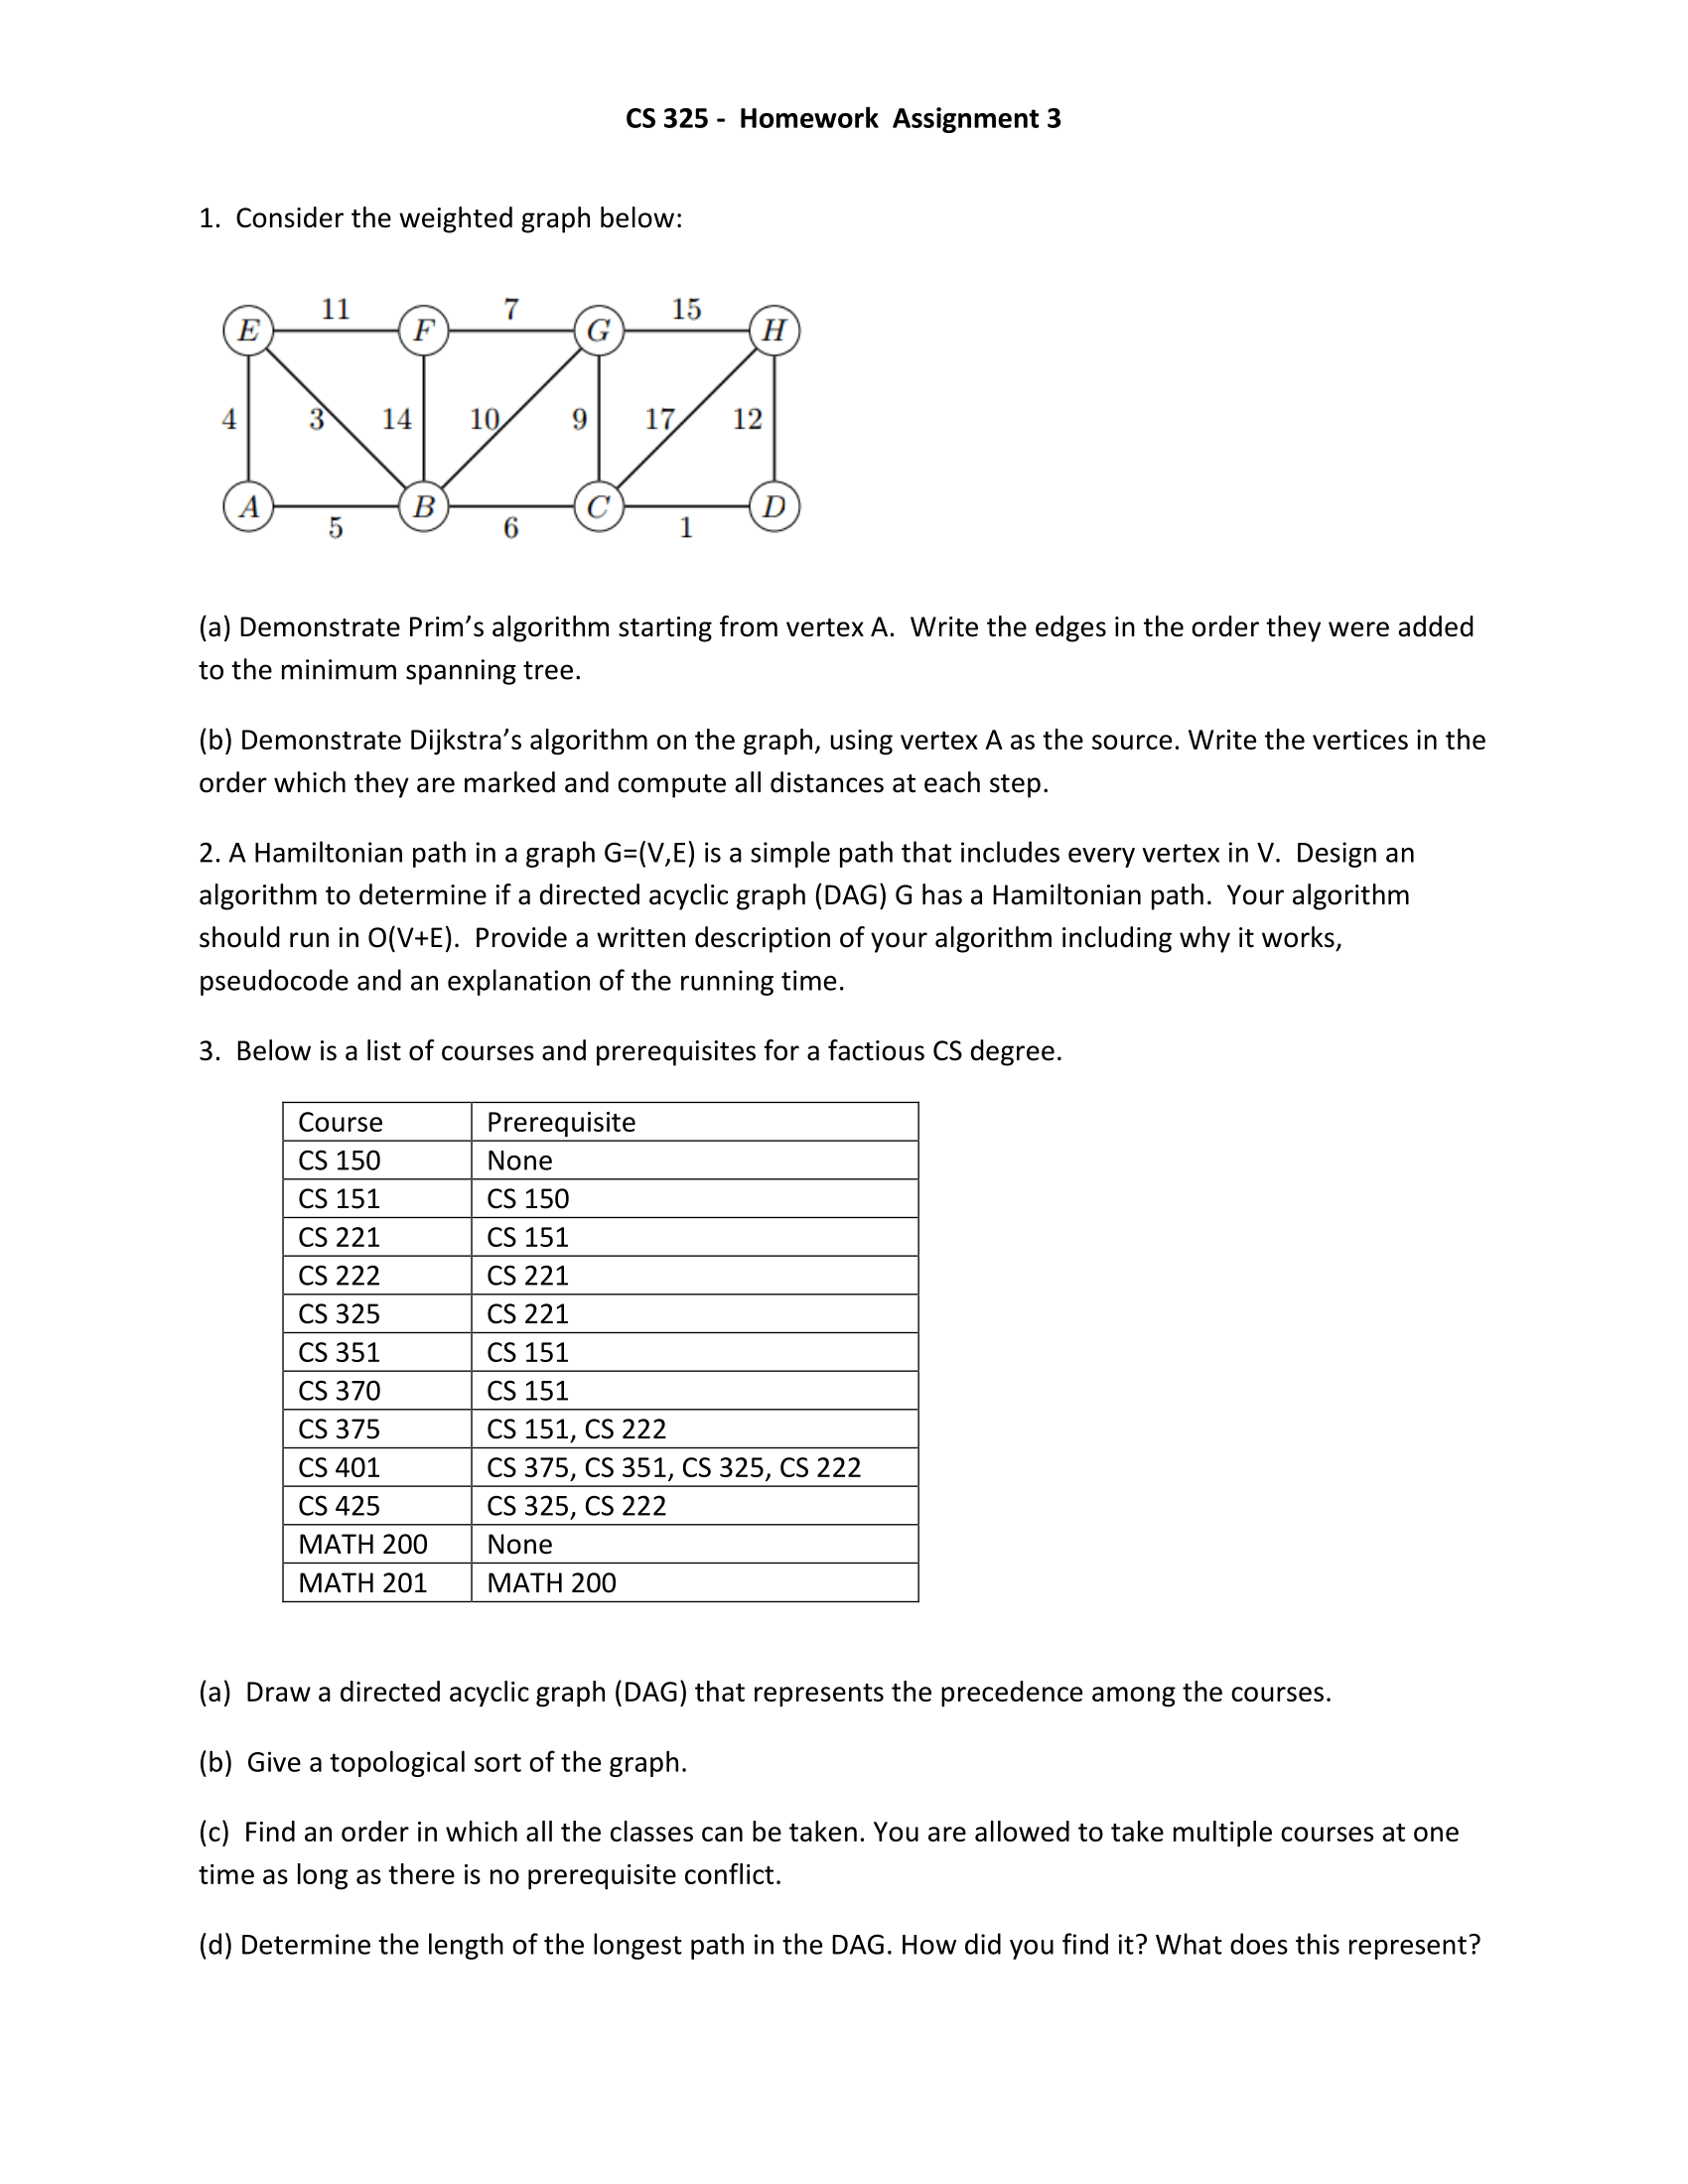 CS 325 -  Homework  Assignment 3
1.  Consider the weighted graph below:
11 7 15
E F G H
4 3 14 10 9 17 12
A B C D
5 6 1
(a) Demonstrate Prim’s algorithm starting from vertex A.  Write the edges in the order they were added
to the minimum spanning tree.
(b) Demonstrate Dijkstra’s algorithm on the graph, using vertex A as the source. Write the vertices in the
order which they are marked and compute all distances at each step.
2. A Hamiltonian path in a graph G=(V,E) is a simple path that includes every vertex in V.  Design an
algorithm to determine if a directed acyclic graph (DAG) G has a Hamiltonian path.  Your algorithm
should run in O(V+E).  Provide a written description of your algorithm including why it works,
pseudocode and an explanation of the running time.
3.  Below is a list of courses and prerequisites for a factious CS degree.
Course Prerequisite
CS 150 None
CS 151 CS 150
CS 221 CS 151
CS 222 CS 221
CS 325 CS 221
CS 351 CS 151
CS 370 CS 151
CS 375 CS 151, CS 222
CS 401 CS 375, CS 351, CS 325, CS 222
CS 425 CS 325, CS 222
MATH 200 None
MATH 201 MATH 200
(a)  Draw a directed acyclic graph (DAG) that represents the precedence among the courses.
(b)  Give a topological sort of the graph.
(c)  Find an order in which all the classes can be taken. You are allowed to take multiple courses at one
time as long as there is no prerequisite conflict.
(d) Determine the length of the longest path in the DAG. How did you find it? What does this represent?